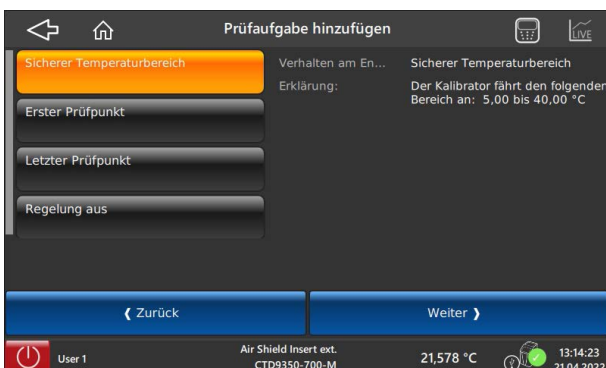 Prüfaufgabe hinzufügen
LIVE
Sicherer Temperaturbereich
Erster Prüfpunkt
Letzter Prüfpunkt
Regelung aus
Verhalten am En... Sicherer Temperaturbereich
Erklärung: Der Kalibrator fährt den folgenden
Bereich an: 5,00 bis 40,00 °C
❰ Zurück
Weiter ❱
User 1
Air Shield Insert ext.
CTD9350-700-M
21,578 °C
13:14:23
21.04.2022